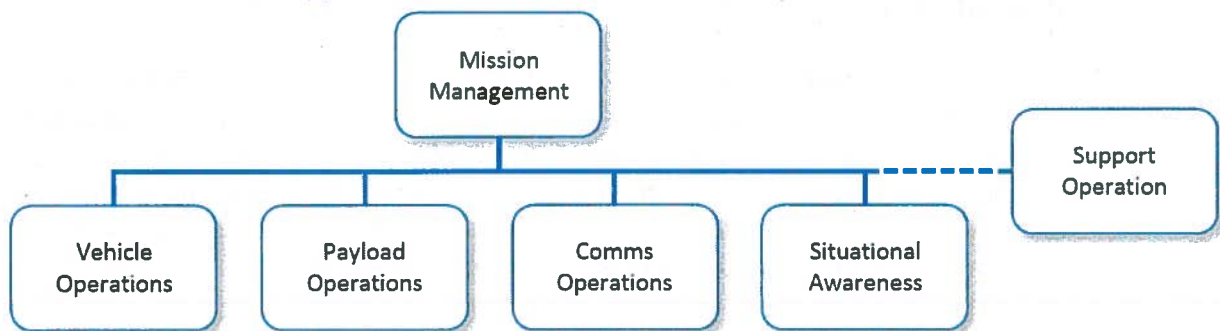 Mission
Management
Support
Operation
Vehicle
Operations
Payload
Operations
Comms
Operations
Situational
Awareness